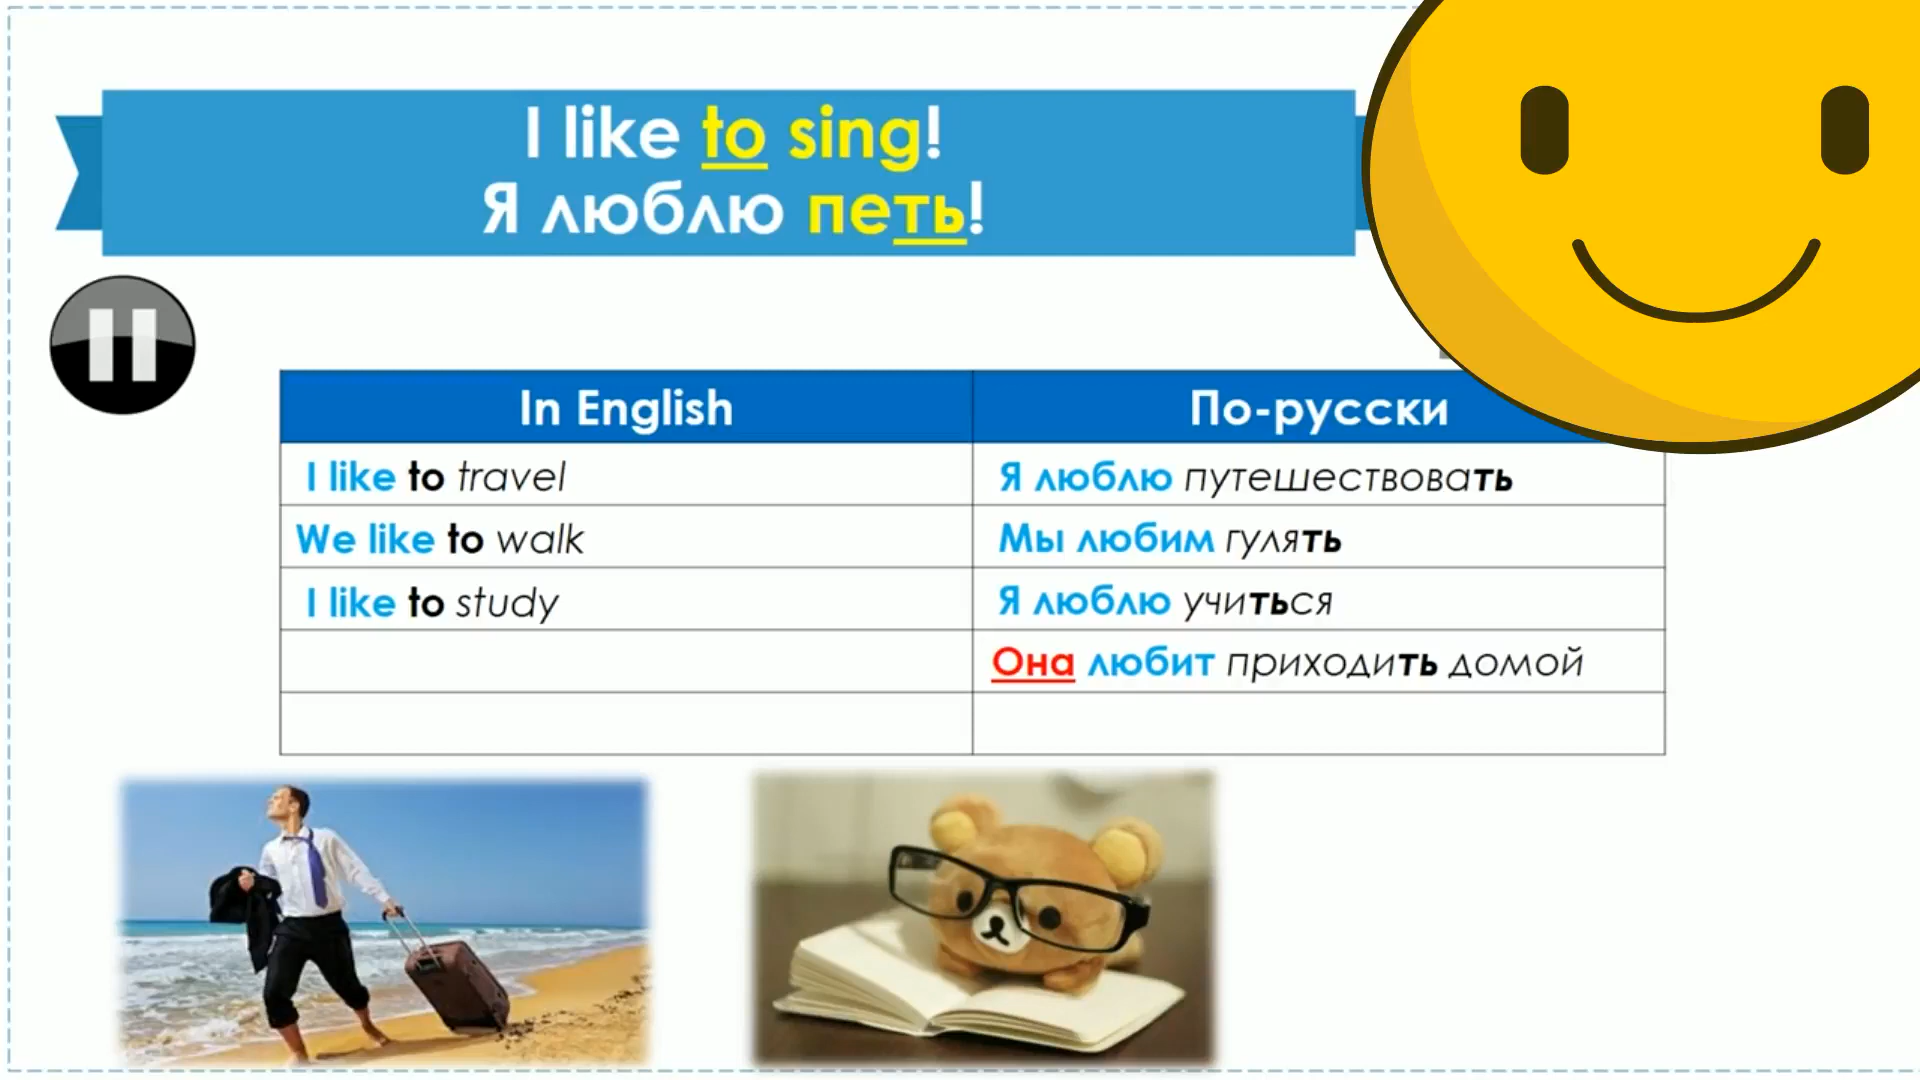 I like to sing!
Я люблю петь!
In English
По-русски
I like to travel
Я люблю путешествовать
We like to walk
Мы любим гулять
I like to study
Я люблю учиться
Она любит приходить домой